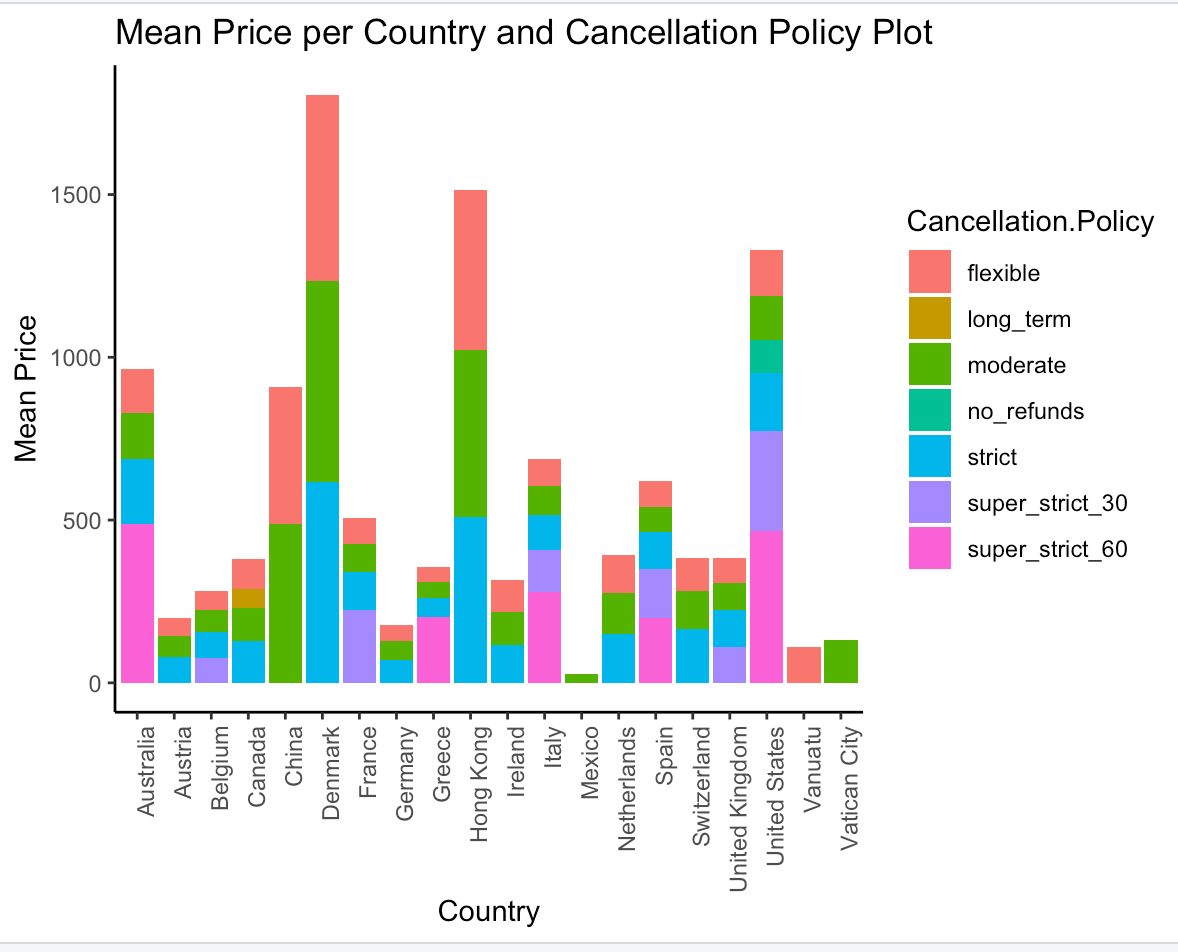 Mean Price per Country and Cancellation Policy Plot
Mean Price
1500
1000
500
0
Australia
Austria
Belgium
Canada
China
Denmark
France
Germany
Greece
Hong Kong
Ireland
Italy
Mexico
Netherlands
Spain
Switzerland
United Kingdom
United States
Vanuatu
Vatican City
Country
Cancellation.Policy
flexible
long_term
moderate
no_refunds
strict
super_strict_30
super_strict_60